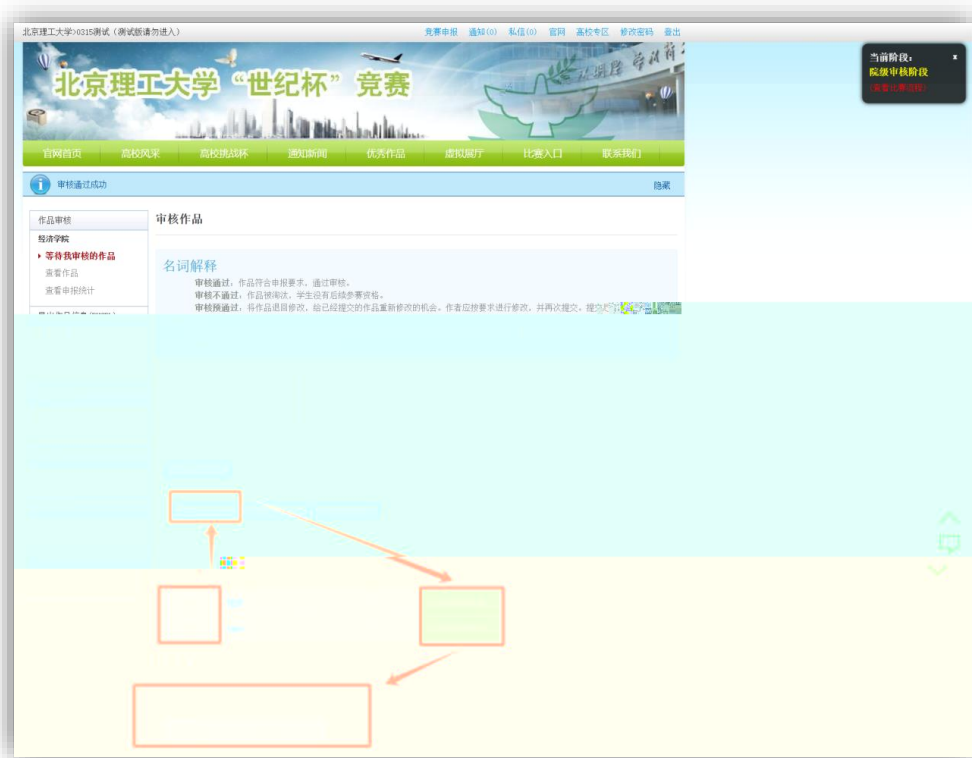 北京理工大学>0315测试（测试版请勿进入）
竞赛申报 通知(0) 私信(0) 官网 高校专区 修改密码 登出
北京理工大学“世纪杯”竞赛
官网首页 高校风采 高校挑战杯 通知新闻 优秀作品 虚拟展厅 比赛入口 联系我们
当前阶段： x
院级审核阶段
(查看比赛流程)
审核通过成功 隐藏
作品审核
经济学院
等待我审核的作品
查看作品
查看申报统计
审核作品
名词解释
审核通过：作品符合申报要求，通过审核。
审核不通过：作品被淘汰，学生没有后续参赛资格。
审核预通过：将作品退回修改，给已经提交的作品重新修改的机会。作者应按要求进行修改，并再次提交。